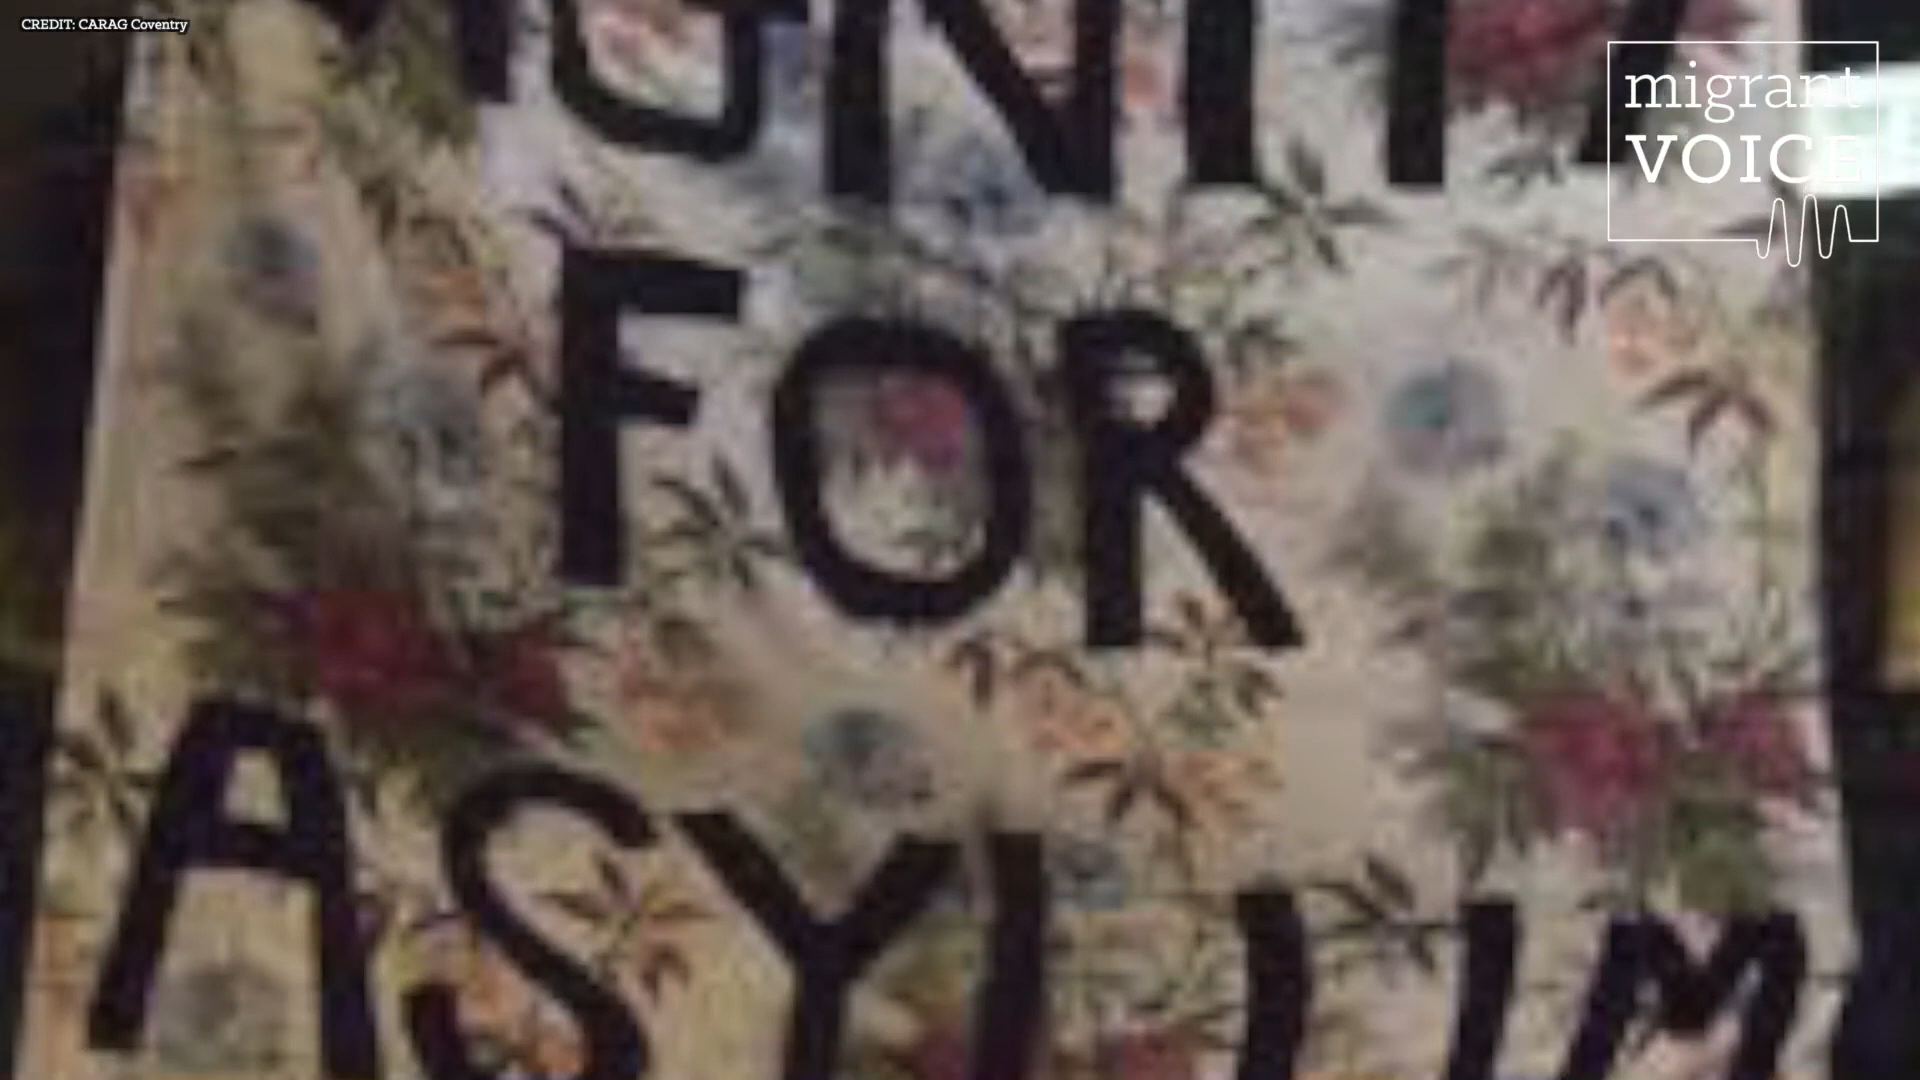 CREDIT: CARAG Coventry
migrant
VOICE
FOR
ASYLUM